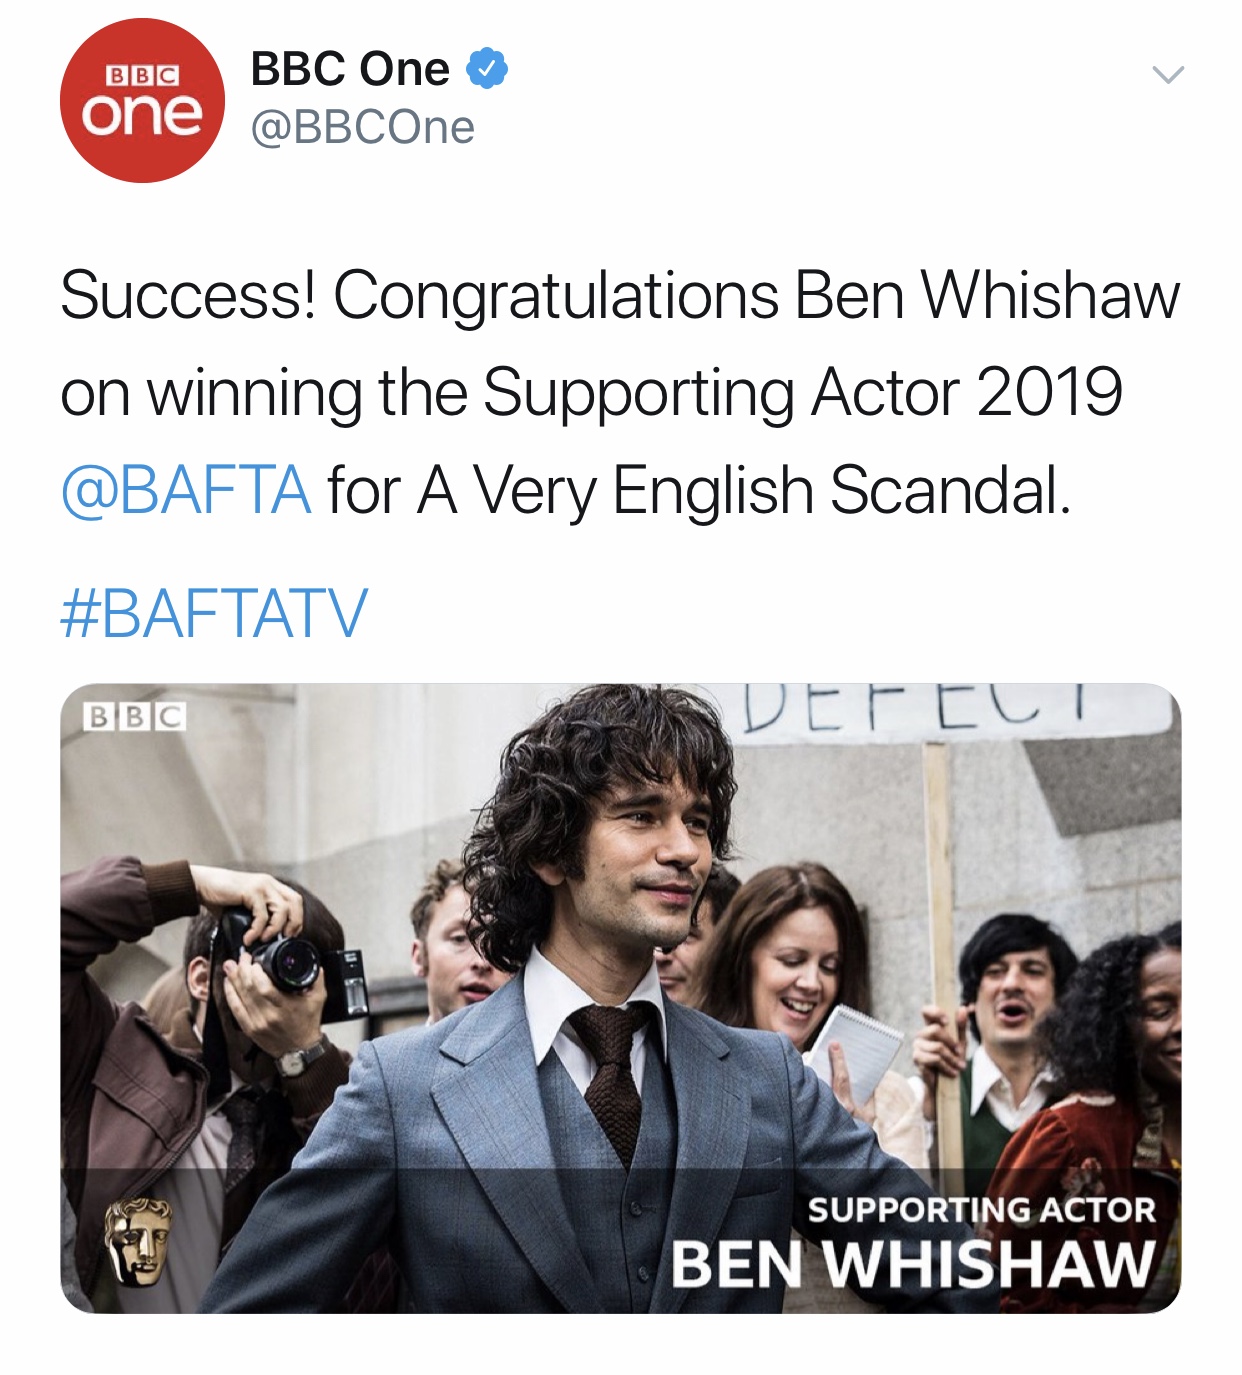 BBC
one
BBC One
@BBCOne
Success! Congratulations Ben Whishaw
on winning the Supporting Actor 2019
@BAFTA for A Very English Scandal.
#BAFTATV
BBC
DEFECT
SUPPORTING ACTOR
BEN WHISHAW